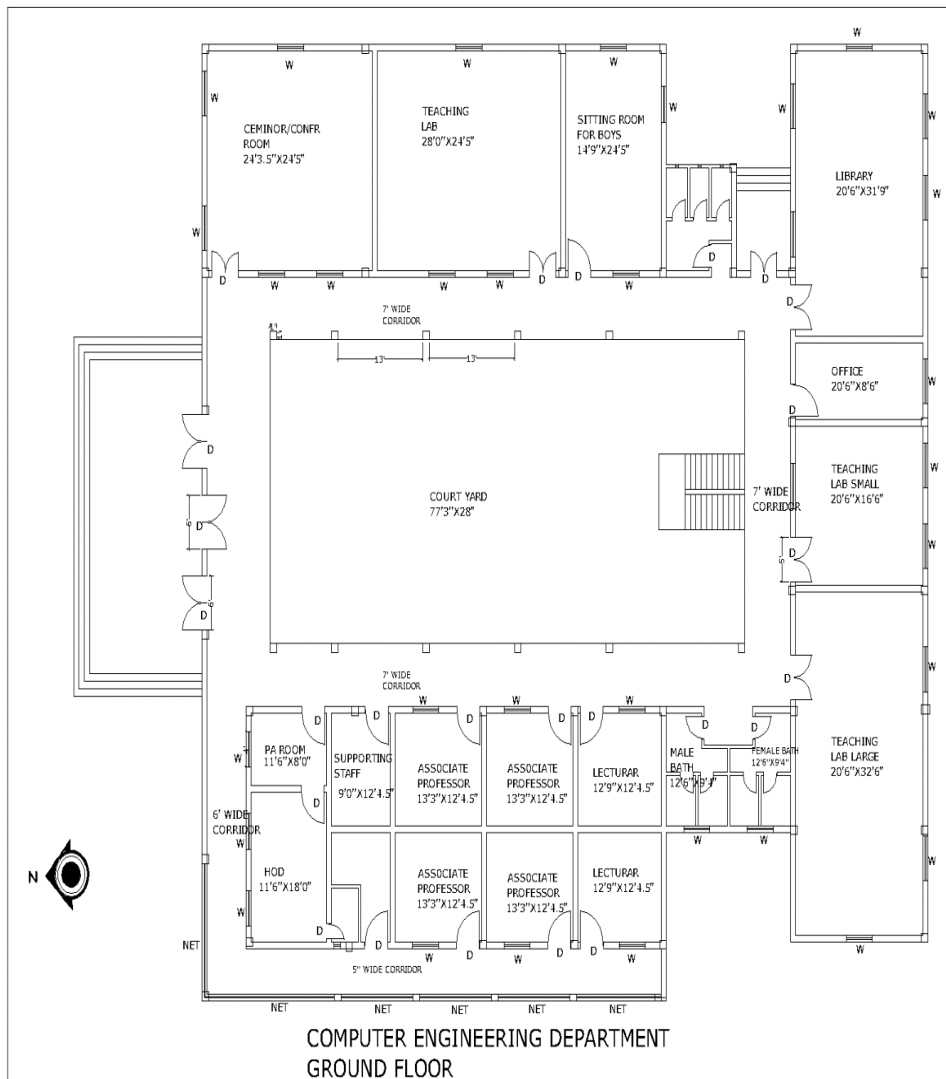 W
W
W
W
W
W
CEMINOR/CONFR
ROOM
24'3.5"X24'5"
TEACHING
LAB
28'0"X24'5"
SITTING ROOM
FOR BOYS
14'9"X24'5"
W
W
LIBRARY
20'6"X31'9"
W
W
D
W
W
W
W
D
D
W
D
D
7' WIDE
CORRIDOR
D
13'
13'
OFFICE
20'6"X8'6"
W
D
D
TEACHING
LAB SMALL
20'6"X16'6"
W
COURT YARD
77'3"X28"
7' WIDE
CORRIDOR
6'
D
W
5'
D
6'
D
7' WIDE
CORRIDOR
D
W
W
W
W
D
D
D
D
D
D
D
PA ROOM
11'6"X8'0"
W
SUPPORTING
STAFF
9'0"X12'4.5"
ASSOCIATE
PROFESSOR
13'3"X12'4.5"
ASSOCIATE
PROFESSOR
13'3"X12'4.5"
LECTURAR
12'9"X12'4.5"
MALE
BATH
12'6"X9'4"
FEMALE BATH
12'6"X9'4"
TEACHING
LAB LARGE
20'6"X32'6"
D
6' WIDE
CORRIDOR
W
W
W
W
N
HOD
11'6"X18'0"
ASSOCIATE
PROFESSOR
13'3"X12'4.5"
ASSOCIATE
PROFESSOR
13'3"X12'4.5"
LECTURAR
12'9"X12'4.5"
W
D
NET
D
W
D
W
D
D
W
W
5" WIDE CORRIDOR
NET
NET
NET
NET
NET
COMPUTER ENGINEERING DEPARTMENT
GROUND FLOOR